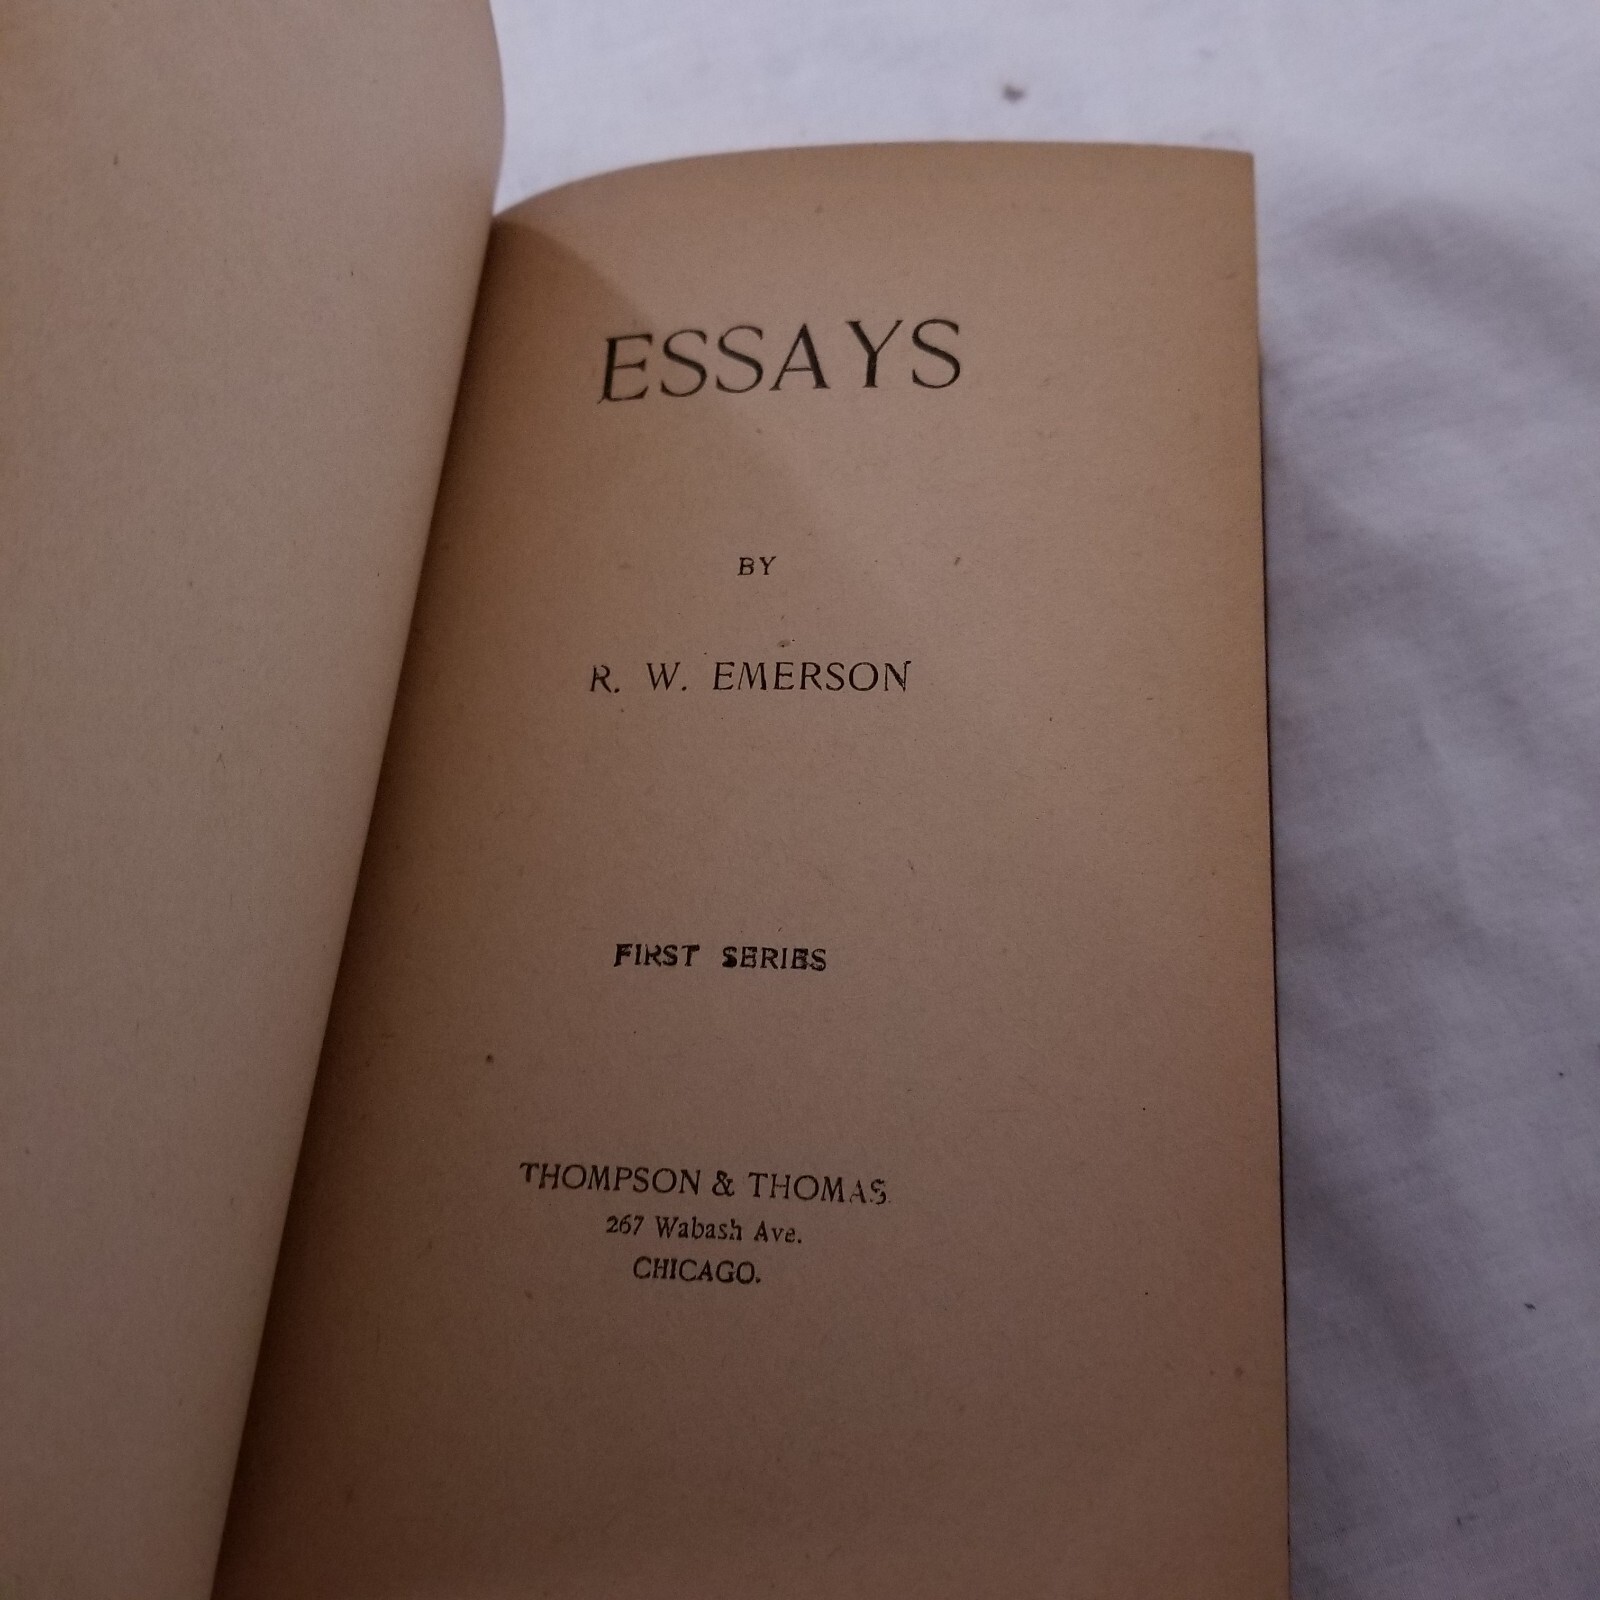 ESSAYS
BY
R. W. EMERSON
FIRST SERIES
THOMPSON & THOMAS
267 Wabash Ave.
CHICAGO.